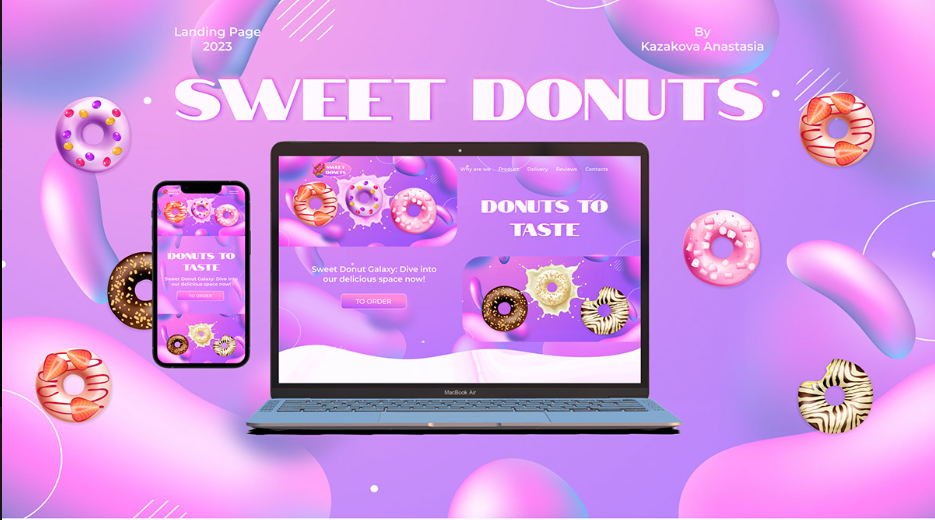 Landing Page
2023
By
Kazakova Anastasia
SWEET DONUTS
SWEET
DONUTS
Why are we
Product
Delivery
Reviews
Contacts
DONUTS TO
TASTE
Sweet Donut Galaxy: Dive into
our delicious space now!
TO ORDER
DONUTS TO
TASTE
Sweet Donut Galaxy: Dive into
our delicious space now!
TO ORDER
MacBook Air